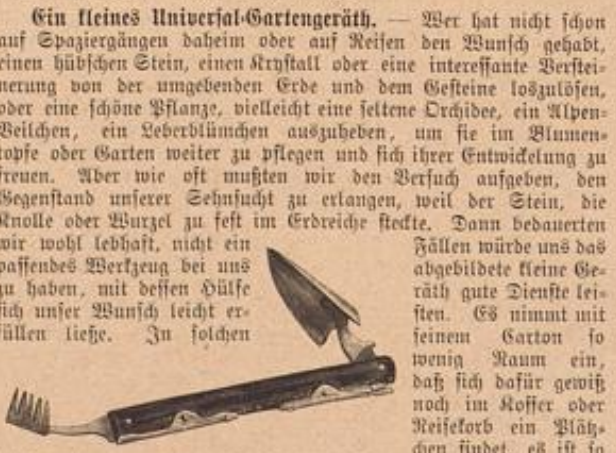 Ein kleines Universal-Gartengeräth. — Wer hat nicht schon
auf Spaziergängen daheim oder auf Reisen den Wunsch gehabt,
einen hübschen Stein, einen Krystall oder eine interessante Verstei-
nerung von der umgebenden Erde und dem Gesteine loszulösen,
oder eine schöne Pflanze, vielleicht eine seltene Orchidee, ein Alpen-
Veilchen, ein Leberblümchen auszuheben, um sie im Blumen-
topfe oder Garten weiter zu pflegen und sich ihrer Entwickelung zu
freuen. Aber wie oft mußten wir den Versuch aufgeben, den
Gegenstand unserer Sehnsucht zu erlangen, weil der Stein, die
Knolle oder Wurzel zu fest im Erdreiche steckte. Dann bedauerten
wir wohl lebhaft, nicht ein
passendes Werkzeug bei uns
zu haben, mit dessen Hülfe
sich unser Wunsch leicht er-
füllen ließe. In solchen
Fällen würde uns das
abgebildete kleine Ge-
räth gute Dienste lei-
sten. Es nimmt mit
seinem Carton so
wenig Raum ein,
daß sich dafür gewiß
noch im Koffer oder
Reisekorb ein Plätz-
chen findet, es ist so